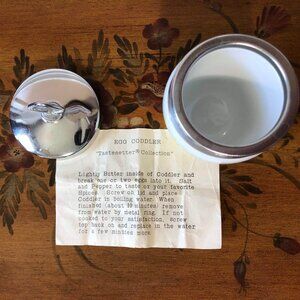 EGG CODDLER
"Tastesetter® Collection"
Lightly Butter inside of Coddler and
break one or two eggs into it. Salt
and Pepper to taste or your favorite
Spices. Screw on lid and place
Coddler in boiling water. When
finished (about minutes) remove
from water by metal ring. If not
cooked to your satisfaction, screw
top back on and replace in the water
for a few minutes more.